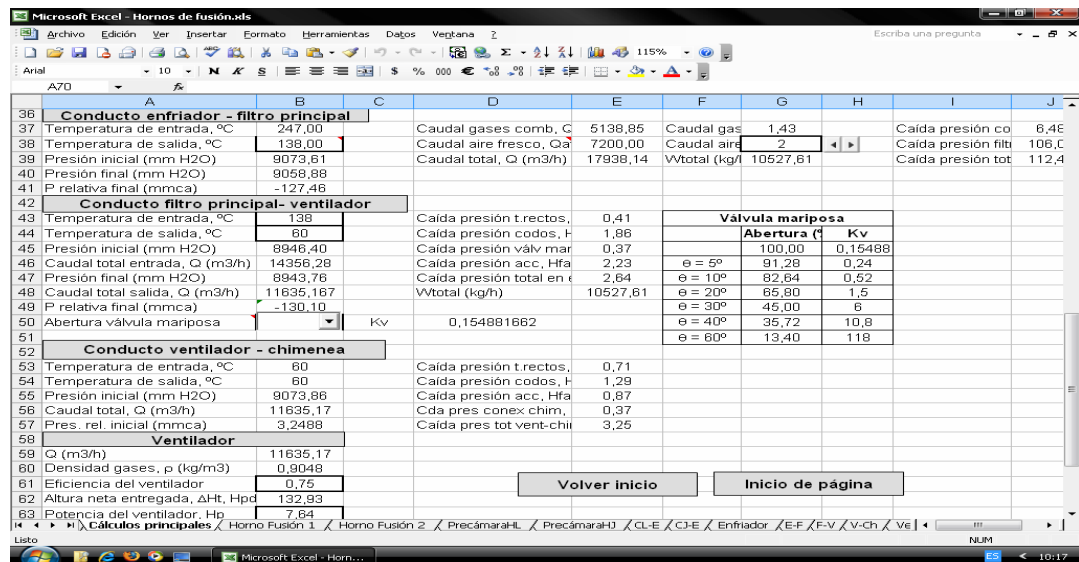 Microsoft Excel - Hornos de fusión.xls
Archivo Edición Ver Insertar Formato Herramientas Datos Ventana ? Escriba una pregunta
115%
Arial 10 N K S $ % 000 €
A70 fx
A B C D E F G H I J
36 Conducto enfriador - filtro principal
37 Temperatura de entrada, ºC 247,00 Caudal gases comb, Q 5138,85 Caudal gas 1,43 Caída presión co 6,48
38 Temperatura de salida, ºC 138,00 Caudal aire fresco, Qa 7200,00 Caudal aire 2 Caída presión filt 106,0
39 Presión inicial (mm H2O) 9073,61 Caudal total, Q (m3/h) 17938,14 Wtotal (kg/l 10527,61 Caída presión tot 112,4
40 Presión final (mm H2O) 9058,88
41 P relativa final (mmca) -127,46
42 Conducto filtro principal- ventilador
43 Temperatura de entrada, ºC 138 Caída presión t.rectos, 0,41 Válvula mariposa
44 Temperatura de salida, ºC 60 Caída presión codos, H 1,86 Abertura (º Kv
45 Presión inicial (mm H2O) 8946,40 Caída presión válv mar 0,37 100,00 0,15488
46 Caudal total entrada, Q (m3/h) 14356,28 Caída presión acc, Hfa 2,23 Θ = 5º 91,28 0,24
47 Presión final (mm H2O) 8943,76 Caída presión total en e 2,64 Θ = 10º 82,64 0,52
48 Caudal total salida, Q (m3/h) 11635,167 Wtotal (kg/h) 10527,61 Θ = 20º 65,80 1,5
49 P relativa final (mmca) -130,10 Θ = 30º 45,00 6
50 Abertura válvula mariposa Kv 0,154881662 Θ = 40º 35,72 10,8
51 Θ = 60º 13,40 118
52 Conducto ventilador - chimenea
53 Temperatura de entrada, ºC 60 Caída presión t.rectos, 0,71
54 Temperatura de salida, ºC 60 Caída presión codos, H 1,29
55 Presión inicial (mm H2O) 9073,86 Caída presión acc, Hfa 0,87
56 Caudal total, Q (m3/h) 11635,17 Cda pres conex chim, 0,37
57 Pres. rel. inicial (mmca) 3,2488 Caída pres tot vent-chi 3,25
58 Ventilador
59 Q (m3/h) 11635,17
60 Densidad gases, ρ (kg/m3) 0,9048
61 Eficiencia del ventilador 0,75 Volver inicio Inicio de página
62 Altura neta entregada, ΔHt, Hpd 132,93
63 Potencia del ventilador, Hp 7,64
Cálculos principales / Horno Fusión 1 / Horno Fusión 2 / PrecámaraHL / PrecámaraHJ / CL-E / CJ-E / Enfriador / E-F / F-V / V-Ch / Ve
Listo NUM
Microsoft Excel - Horn... ES 10:17